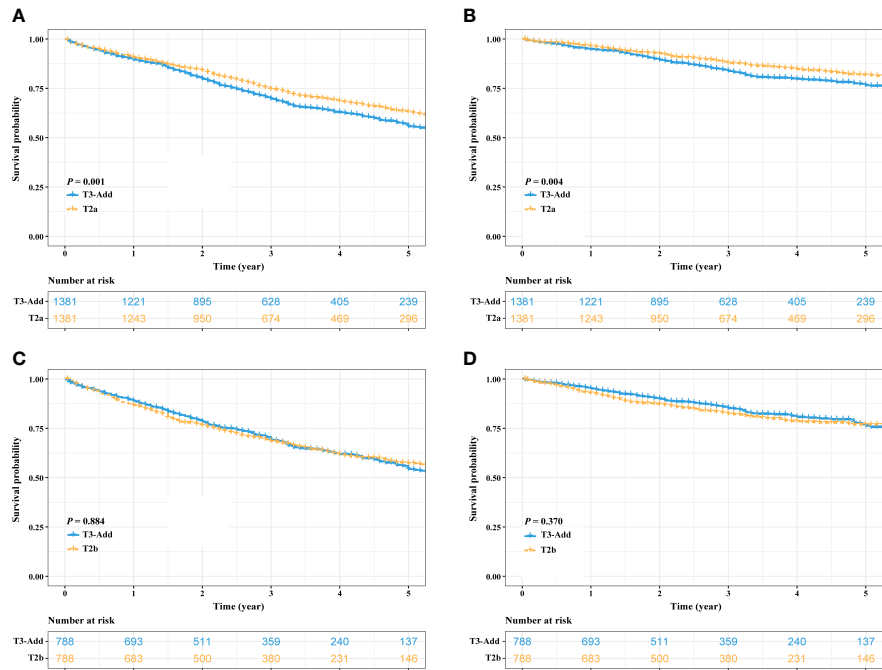 A
1.00
0.75
0.50
0.25
0.00
Survival probability
P = 0.001
T3-Add
T2a
0 1 2 3 4 5
Time (year)
Number at risk
T3-Add 1381 1221 895 628 405 239
T2a 1381 1243 950 674 469 296
B
1.00
0.75
0.50
0.25
0.00
Survival probability
P = 0.004
T3-Add
T2a
0 1 2 3 4 5
Time (year)
Number at risk
T3-Add 1381 1221 895 628 405 239
T2a 1381 1243 950 674 469 296
C
1.00
0.75
0.50
0.25
0.00
Survival probability
P = 0.884
T3-Add
T2b
0 1 2 3 4 5
Time (year)
Number at risk
T3-Add 788 693 511 359 240 137
T2b 788 683 500 380 231 146
D
1.00
0.75
0.50
0.25
0.00
Survival probability
P = 0.370
T3-Add
T2b
0 1 2 3 4 5
Time (year)
Number at risk
T3-Add 788 693 511 359 240 137
T2b 788 683 500 380 231 146